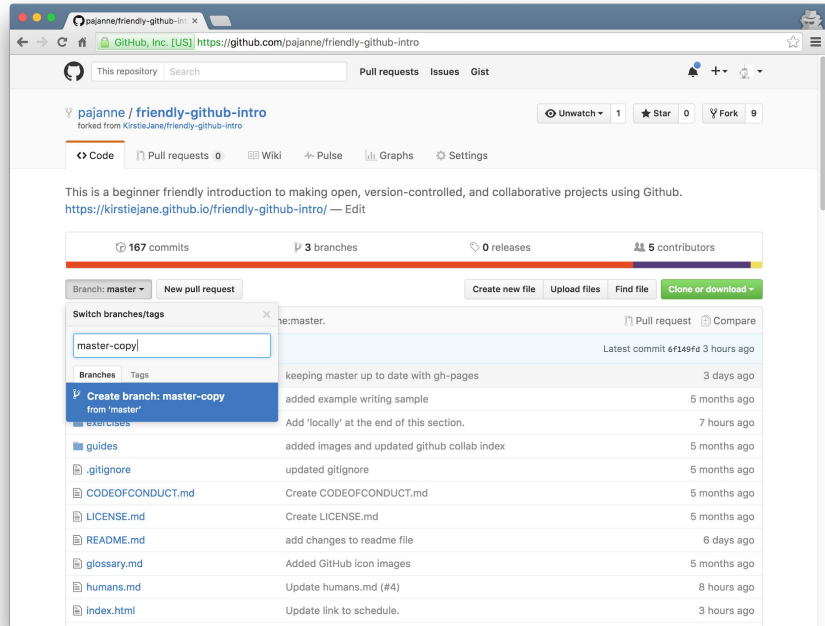 pajanne/friendly-github-int
GitHub, Inc. [US] https://github.com/pajanne/friendly-github-intro
This repository Search Pull requests Issues Gist
pajanne / friendly-github-intro
forked from KirstieJane/friendly-github-intro
Unwatch 1 Star 0 Fork 9
Code Pull requests 0 Wiki Pulse Graphs Settings
This is a beginner friendly introduction to making open, version-controlled, and collaborative projects using Github.
https://kirstiejane.github.io/friendly-github-intro/ — Edit
167 commits 3 branches 0 releases 5 contributors
Branch: master New pull request Create new file Upload files Find file Clone or download
Switch branches/tags
ne:master. Pull request Compare
master-copy
Latest commit 6f149fd 3 hours ago
Branches Tags
keeping master up to date with gh-pages 3 days ago
Create branch: master-copy
from 'master'
added example writing sample 5 months ago
exercises Add 'locally' at the end of this section. 7 hours ago
guides added images and updated github collab index 5 months ago
.gitignore updated gitignore 5 months ago
CODEOFCONDUCT.md Create CODEOFCONDUCT.md 5 months ago
LICENSE.md Create LICENSE.md 5 months ago
README.md add changes to readme file 6 days ago
glossary.md Added GitHub icon images 5 months ago
humans.md Update humans.md (#4) 8 hours ago
index.html Update link to schedule. 3 hours ago